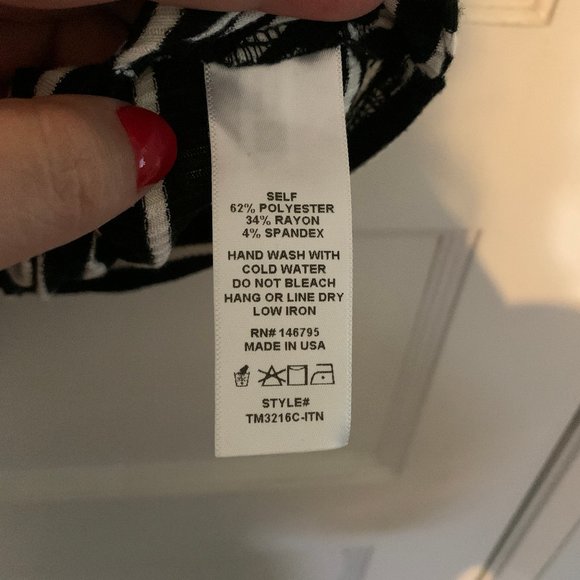 SELF
62% POLYESTER
34% RAYON
4% SPANDEX
HAND WASH WITH
COLD WATER
DO NOT BLEACH
HANG OR LINE DRY
LOW IRON
RN# 146795
MADE IN USA
STYLE#
TM3216C-ITN